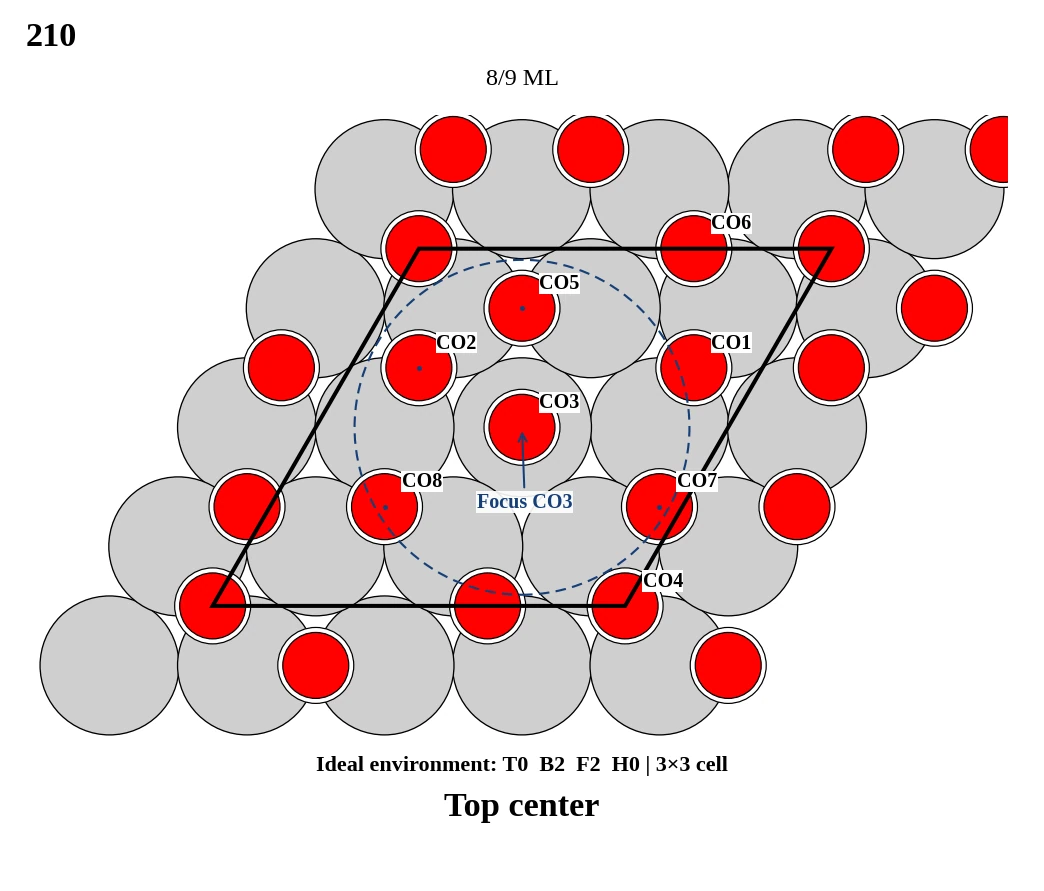 210
8/9 ML
CO6
CO5
CO2
CO1
CO3
CO8
CO7
Focus CO3
CO4
Ideal environment: T0  B2  F2  H0 | 3×3 cell
Top center